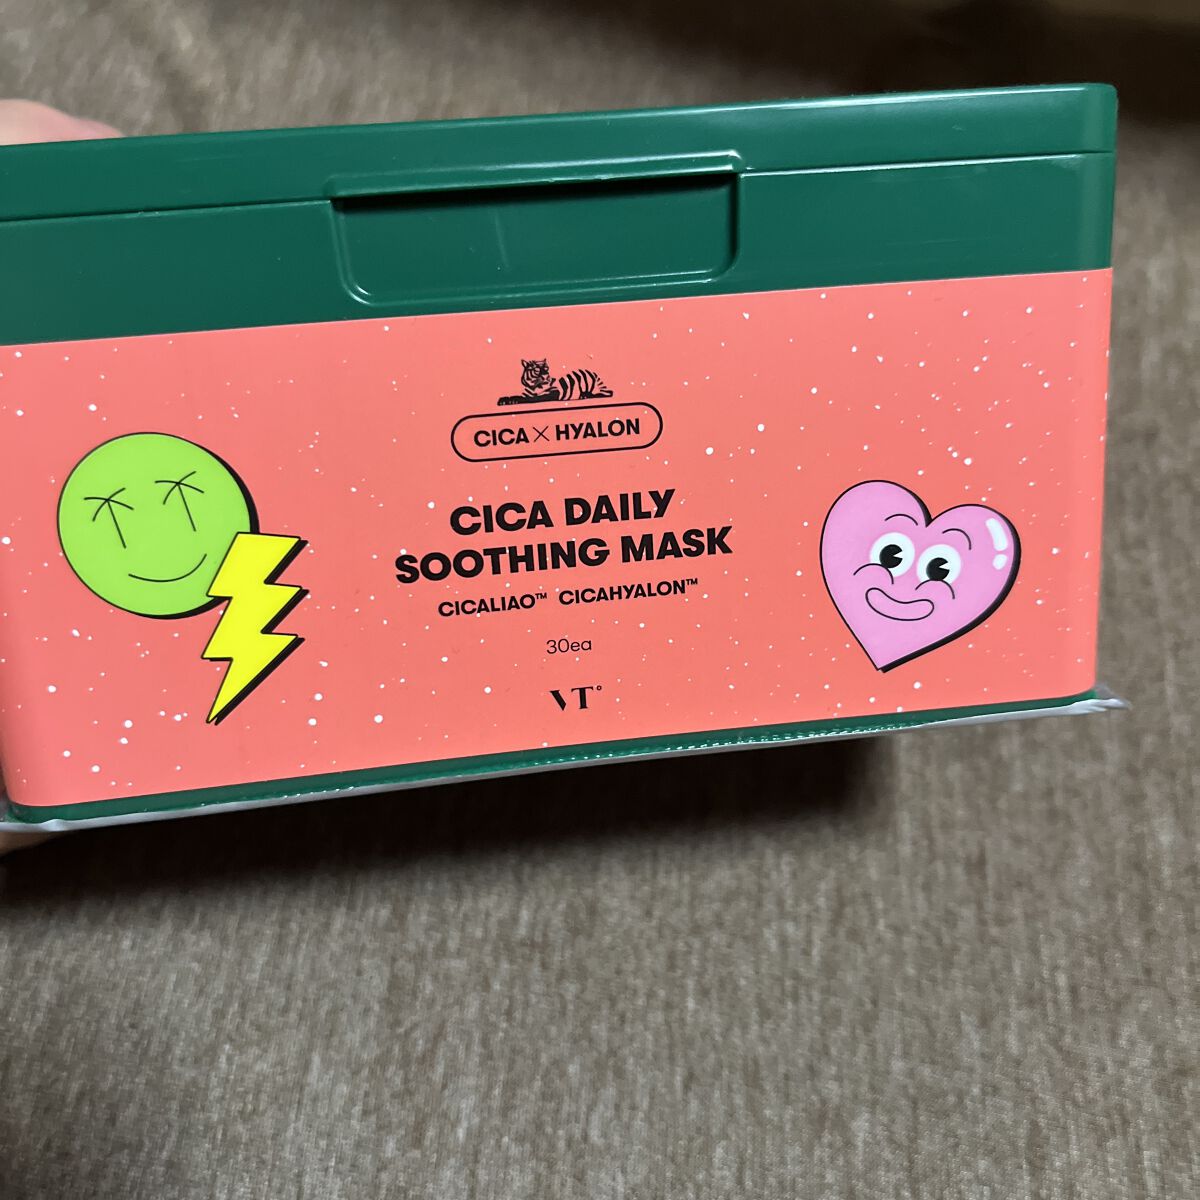 CICA × HYALON
CICA DAILY
SOOTHING MASK
CICALIAO™ CICAHYALON™
30ea
VT°